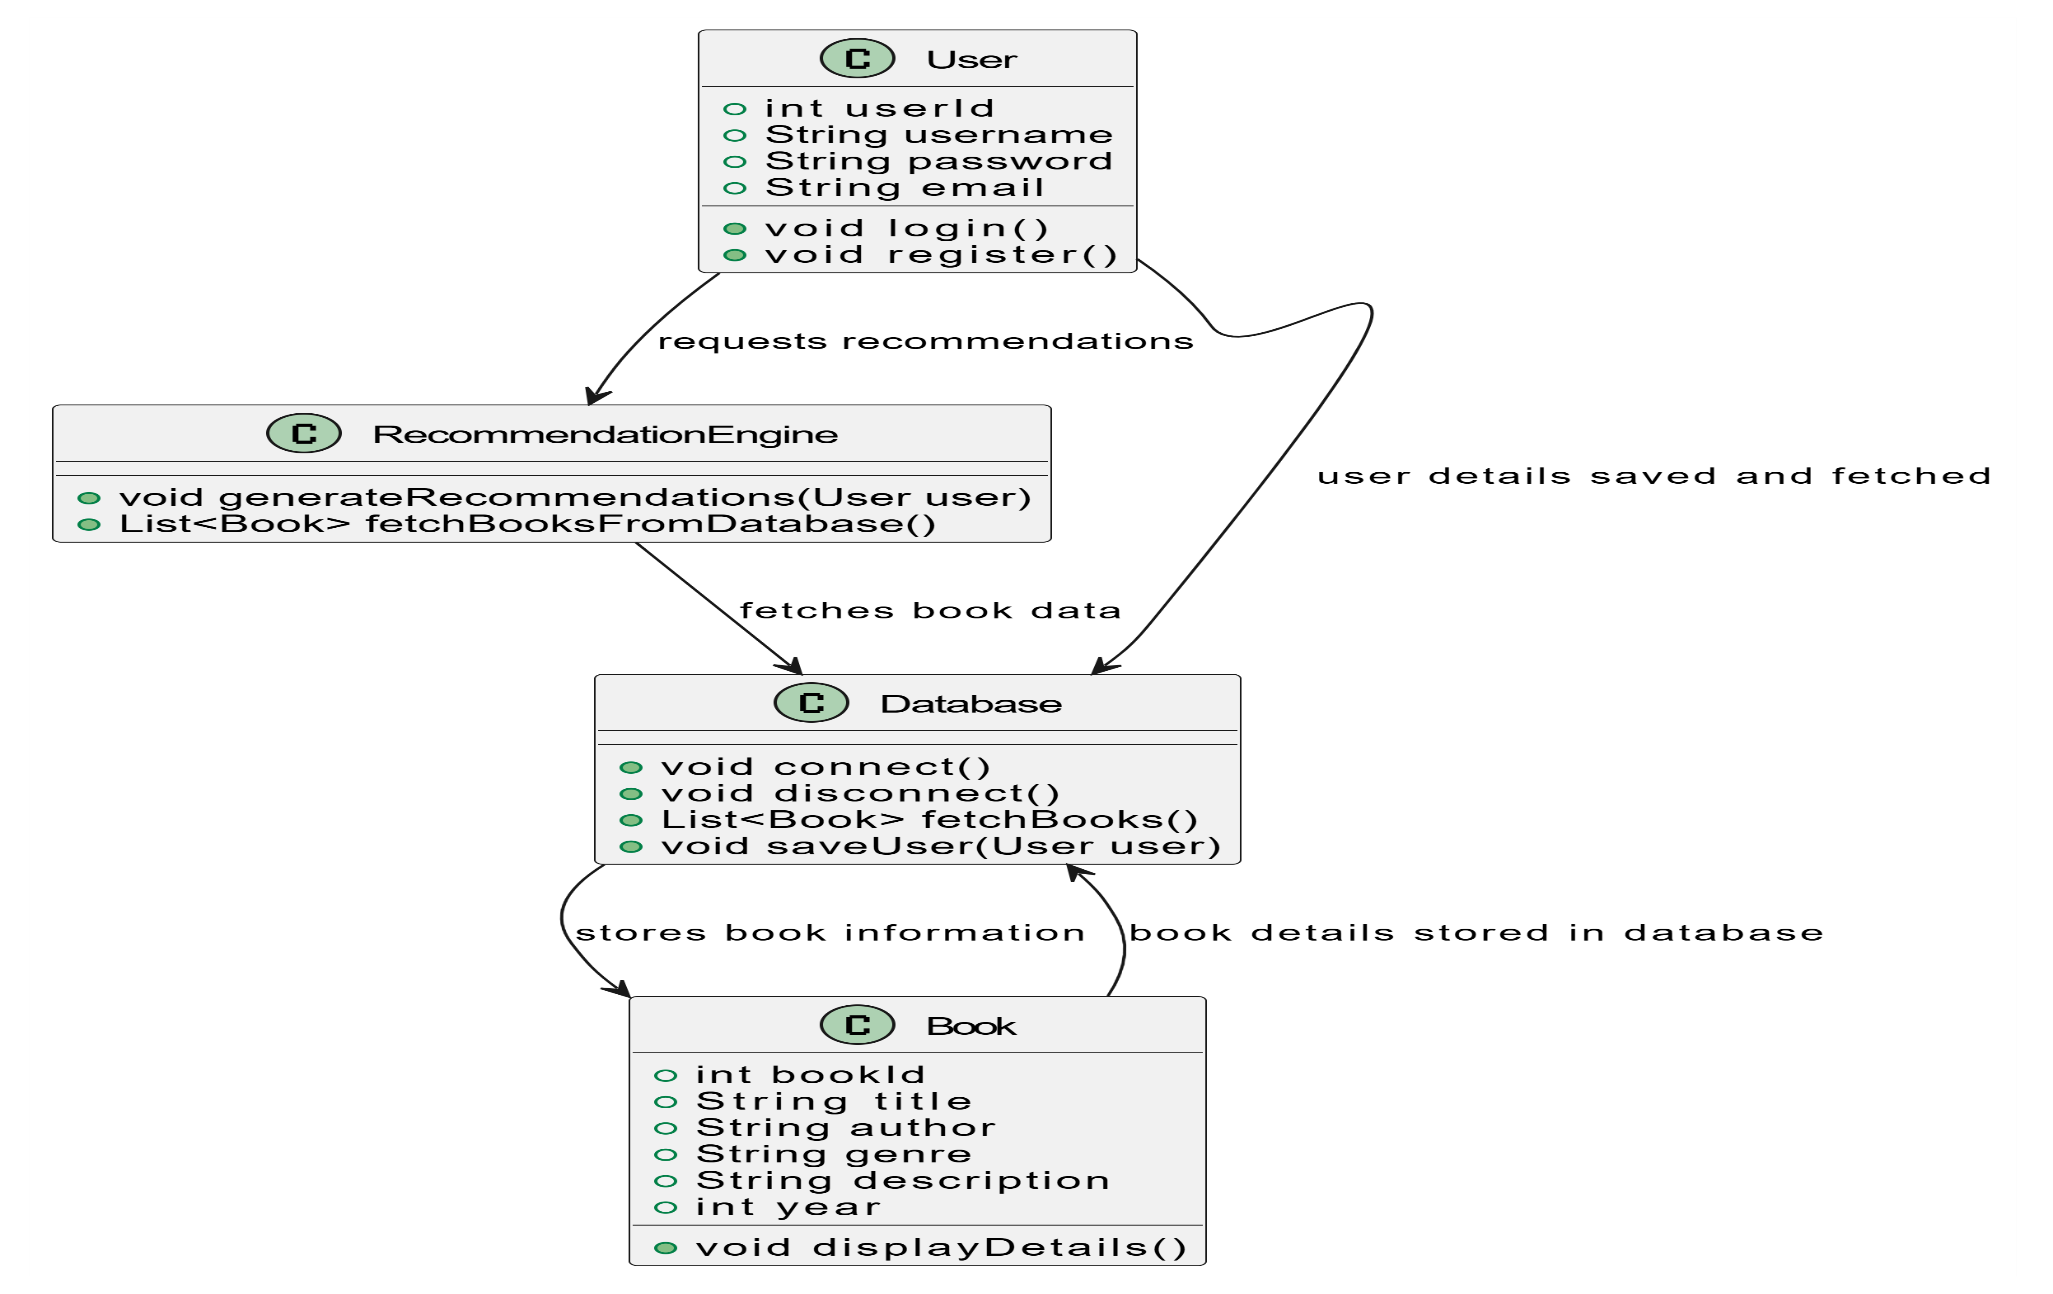 C User
int userId
String username
String password
String email
void login()
void register()
requests recommendations
C RecommendationEngine
void generateRecommendations(User user)
List<Book> fetchBooksFromDatabase()
user details saved and fetched
fetches book data
C Database
void connect()
void disconnect()
List<Book> fetchBooks()
void saveUser(User user)
stores book information
book details stored in database
C Book
int bookId
String title
String author
String genre
String description
int year
void displayDetails()